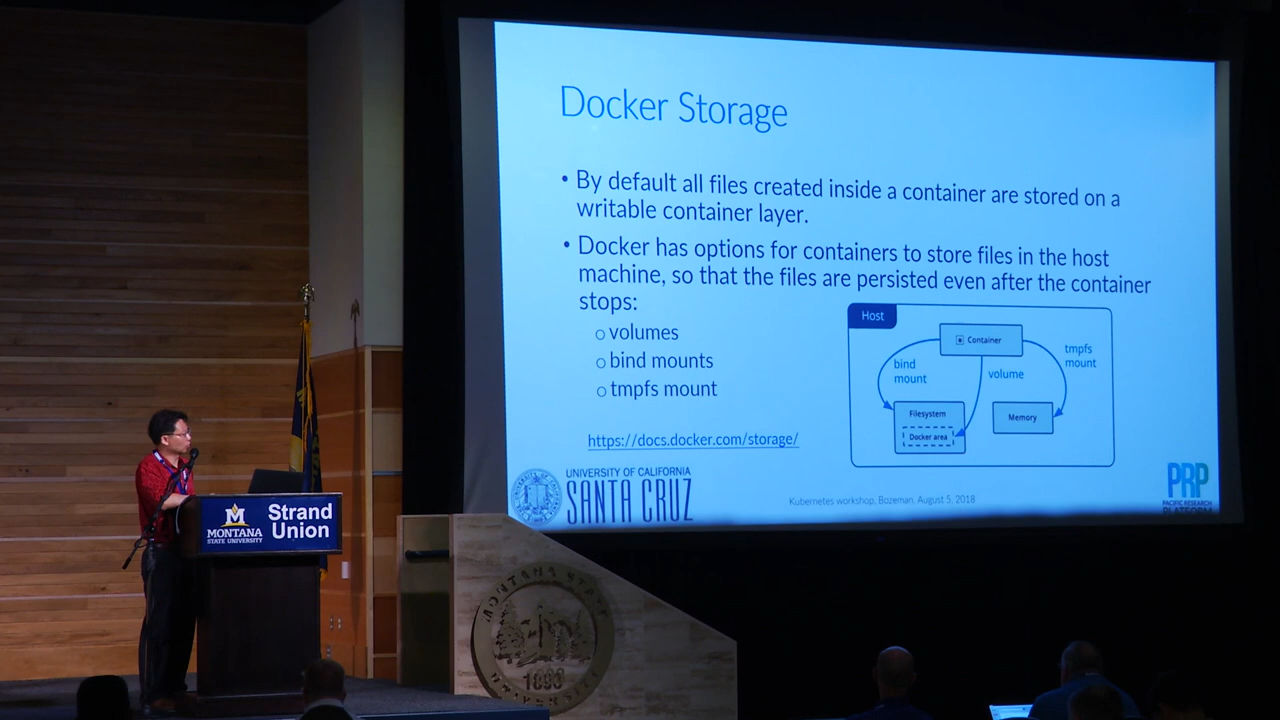 Docker Storage
• By default all files created inside a container are stored on a
writable container layer.
• Docker has options for containers to store files in the host
machine, so that the files are persisted even after the container
stops:
o volumes
o bind mounts
o tmpfs mount
Host
Container
bind
mount
volume
tmpfs
mount
Filesystem
Docker area
Memory
https://docs.docker.com/storage/
UNIVERSITY OF CALIFORNIA
SANTA CRUZ
Kubernetes workshop, Bozeman, August 5, 2018
PRP
PACIFIC RESEARCH
PLATFORM
M
MONTANA
STATE UNIVERSITY
Strand
Union
MONTANA STATE
UNIVERSITY
1893